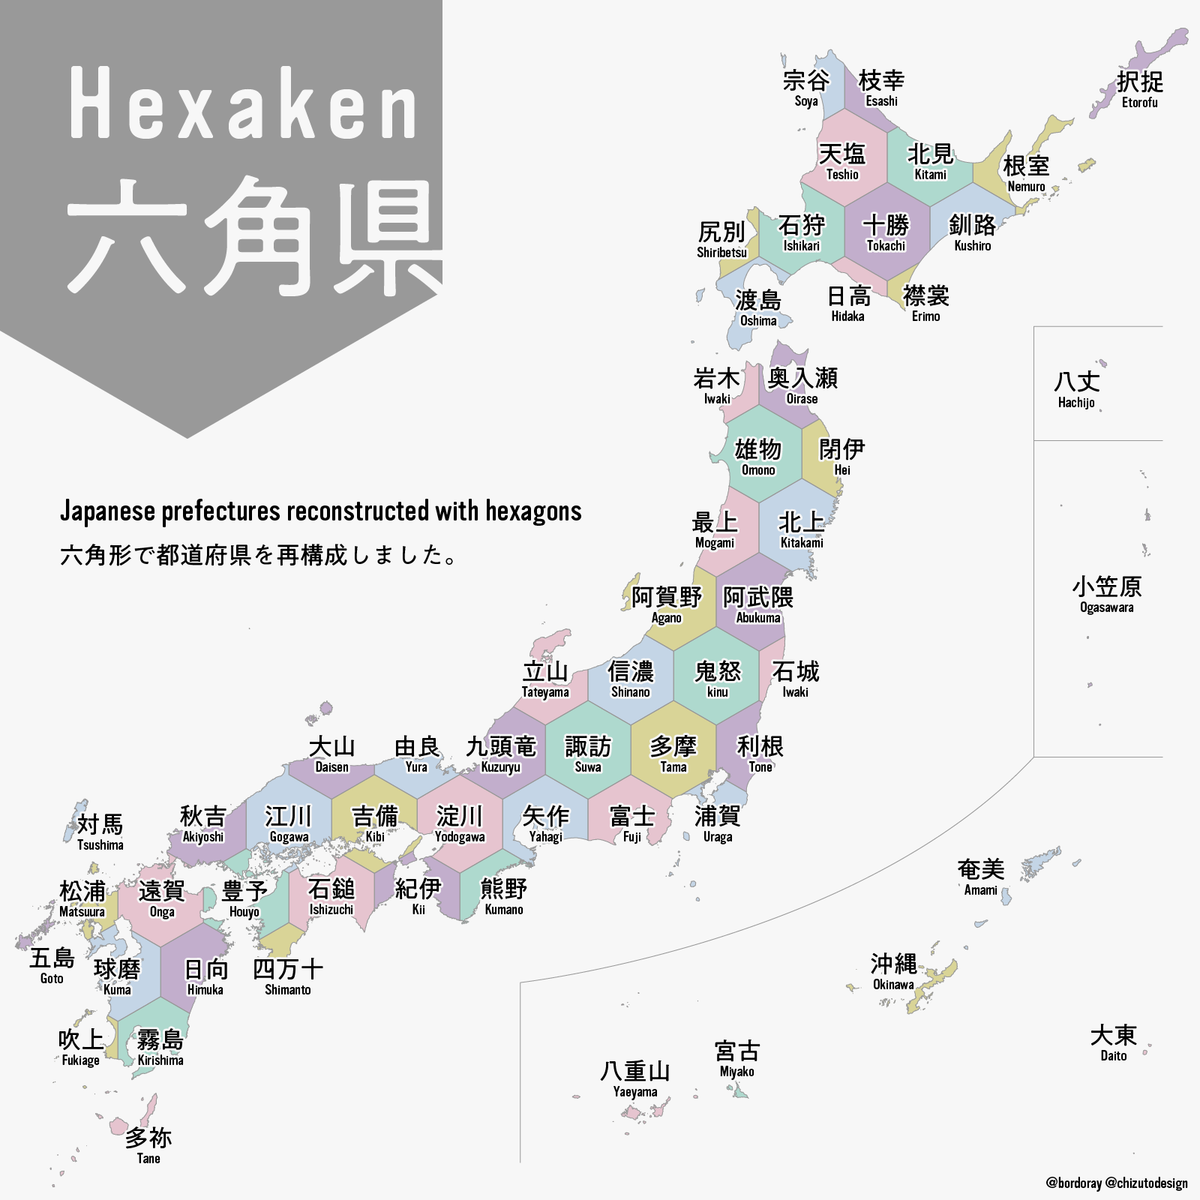 Hexaken
六角県
Japanese prefectures reconstructed with hexagons
六角形で都道府県を再構成しました。
宗谷
Soya
枝幸
Esashi
択捉
Etorofu
天塩
Teshio
北見
Kitami
根室
Nemuro
尻別
Shiribetsu
石狩
Ishikari
十勝
Tokachi
釧路
Kushiro
渡島
Oshima
日高
Hidaka
襟裳
Erimo
岩木
Iwaki
奥入瀬
Oirase
八丈
Hachijo
雄物
Omono
閉伊
Hei
最上
Mogami
北上
Kitakami
阿賀野
Agano
阿武隈
Abukuma
小笠原
Ogasawara
立山
Tateyama
信濃
Shinano
鬼怒
kinu
石城
Iwaki
大山
Daisen
由良
Yura
九頭竜
Kuzuryu
諏訪
Suwa
多摩
Tama
利根
Tone
対馬
Tsushima
秋吉
Akiyoshi
江川
Gogawa
吉備
Kibi
淀川
Yodogawa
矢作
Yahagi
富士
Fuji
浦賀
Uraga
松浦
Matsuura
遠賀
Onga
豊予
Houyo
石鎚
Ishizuchi
紀伊
Kii
熊野
Kumano
奄美
Amami
五島
Goto
球磨
Kuma
日向
Himuka
四万十
Shimanto
沖縄
Okinawa
吹上
Fukiage
霧島
Kirishima
八重山
Yaeyama
宮古
Miyako
大東
Daito
多祢
Tane
@bordoray @chizutodesign